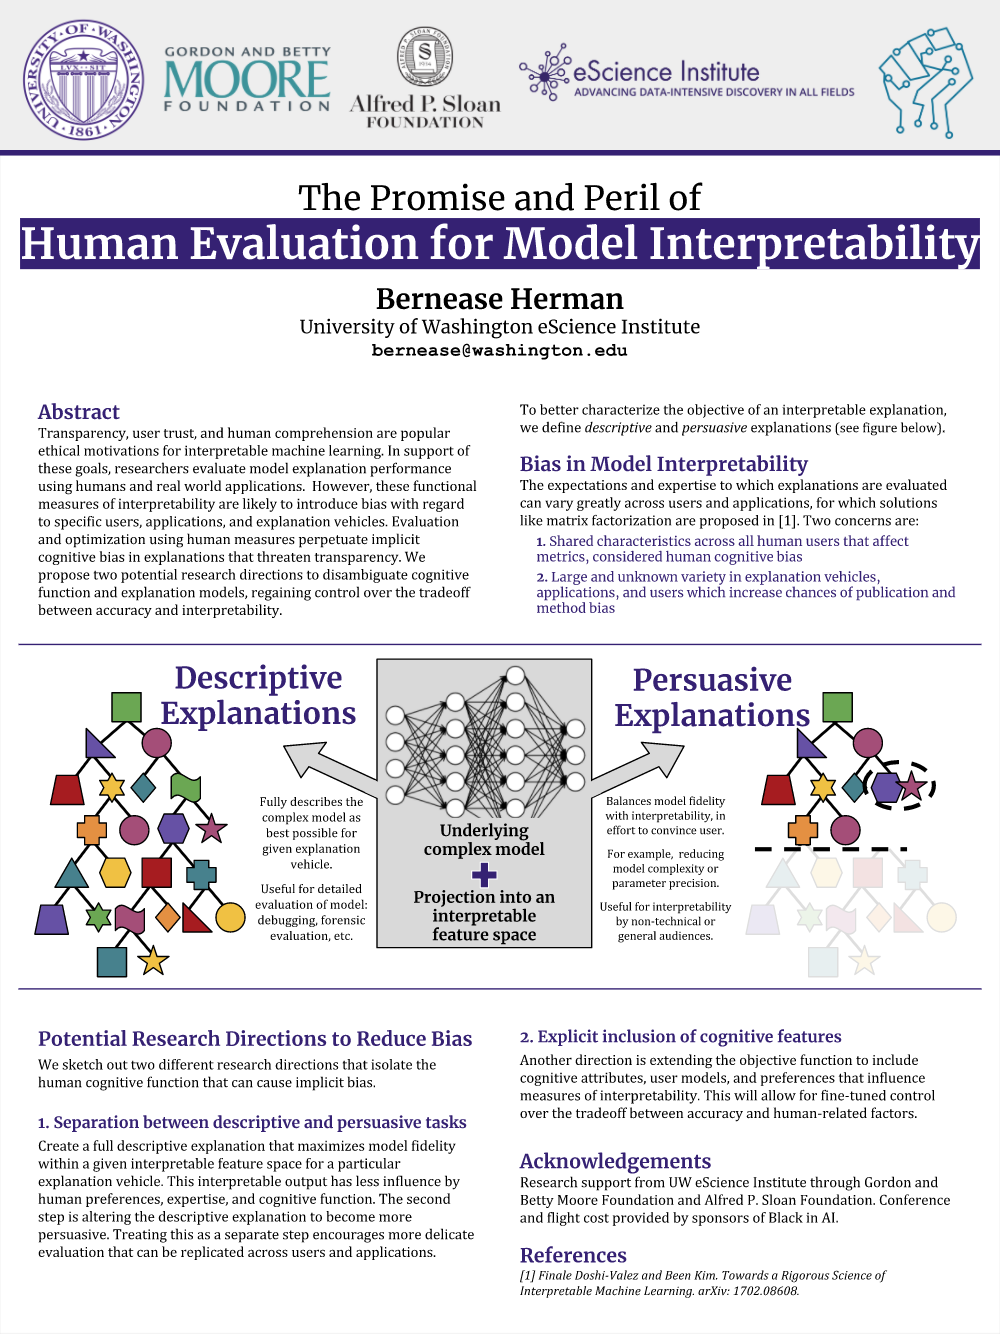 UNIVERSITY · OF · WASHINGTON
LVX · SIT
· 1861 ·
GORDON AND BETTY
MOORE
FOUNDATION
ALFRED P. SLOAN FOUNDATION
1934
Alfred P. Sloan
FOUNDATION
eScience Institute
ADVANCING DATA-INTENSIVE DISCOVERY IN ALL FIELDS
The Promise and Peril of
Human Evaluation for Model Interpretability
Bernease Herman
University of Washington eScience Institute
bernease@washington.edu
Abstract
Transparency, user trust, and human comprehension are popular
ethical motivations for interpretable machine learning. In support of
these goals, researchers evaluate model explanation performance
using humans and real world applications.  However, these functional
measures of interpretability are likely to introduce bias with regard
to specific users, applications, and explanation vehicles. Evaluation
and optimization using human measures perpetuate implicit
cognitive bias in explanations that threaten transparency. We
propose two potential research directions to disambiguate cognitive
function and explanation models, regaining control over the tradeoff
between accuracy and interpretability.
To better characterize the objective of an interpretable explanation,
we define descriptive and persuasive explanations (see figure below).
Bias in Model Interpretability
The expectations and expertise to which explanations are evaluated
can vary greatly across users and applications, for which solutions
like matrix factorization are proposed in [1]. Two concerns are:
1. Shared characteristics across all human users that affect
metrics, considered human cognitive bias
2. Large and unknown variety in explanation vehicles,
applications, and users which increase chances of publication and
method bias
Descriptive
Explanations
Fully describes the
complex model as
best possible for
given explanation
vehicle.
Useful for detailed
evaluation of model:
debugging, forensic
evaluation, etc.
Underlying
complex model
Projection into an
interpretable
feature space
Persuasive
Explanations
Balances model fidelity
with interpretability, in
effort to convince user.
For example,  reducing
model complexity or
parameter precision.
Useful for interpretability
by non-technical or
general audiences.
Potential Research Directions to Reduce Bias
We sketch out two different research directions that isolate the
human cognitive function that can cause implicit bias.
1. Separation between descriptive and persuasive tasks
Create a full descriptive explanation that maximizes model fidelity
within a given interpretable feature space for a particular
explanation vehicle. This interpretable output has less influence by
human preferences, expertise, and cognitive function. The second
step is altering the descriptive explanation to become more
persuasive. Treating this as a separate step encourages more delicate
evaluation that can be replicated across users and applications.
2. Explicit inclusion of cognitive features
Another direction is extending the objective function to include
cognitive attributes, user models, and preferences that influence
measures of interpretability. This will allow for fine-tuned control
over the tradeoff between accuracy and human-related factors.
Acknowledgements
Research support from UW eScience Institute through Gordon and
Betty Moore Foundation and Alfred P. Sloan Foundation. Conference
and flight cost provided by sponsors of Black in AI.
References
[1] Finale Doshi-Valez and Been Kim. Towards a Rigorous Science of
Interpretable Machine Learning. arXiv: 1702.08608.